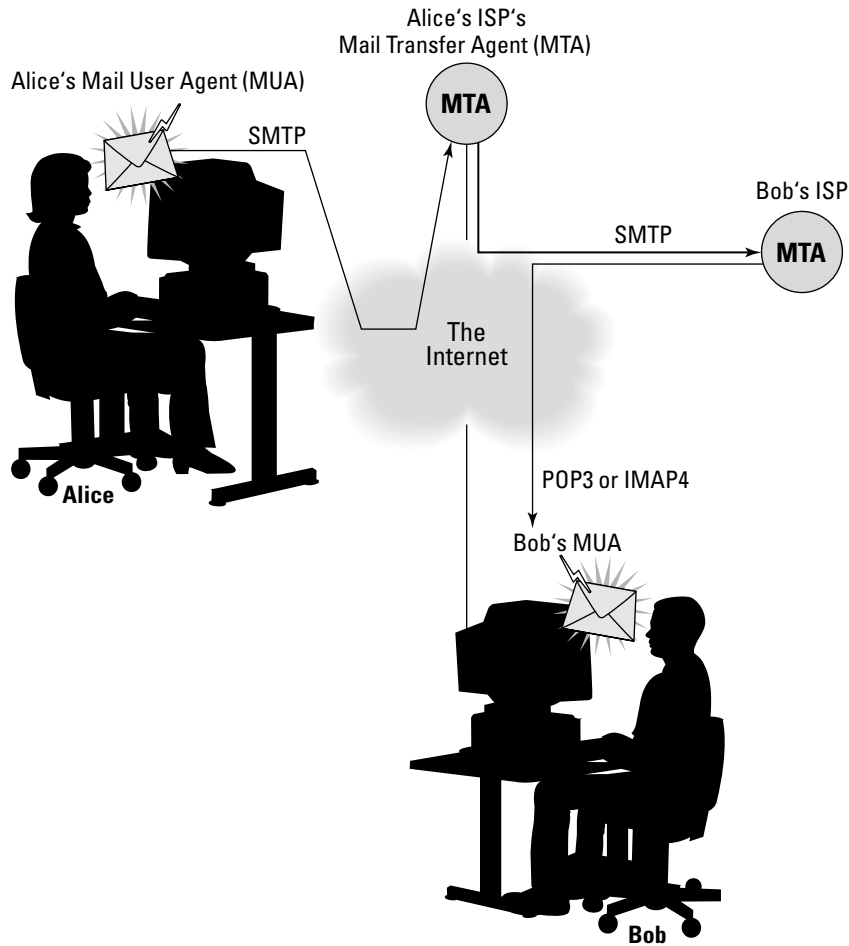 Alice‘s ISP‘s
Mail Transfer Agent (MTA)
Alice‘s Mail User Agent (MUA)
MTA
SMTP
Bob‘s ISP
SMTP
MTA
The
Internet
POP3 or IMAP4
Alice
Bob‘s MUA
Bob